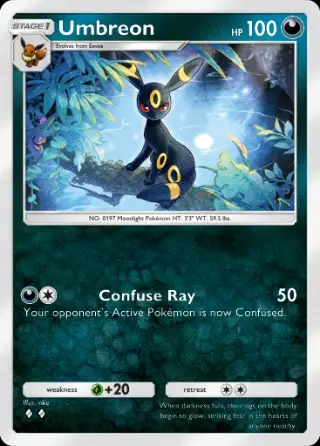 STAGE 1
Umbreon
HP 100
Evolves from Eevee
NO. 0197 Moonlight Pokémon HT: 3'3" WT: 59.5 lbs.
Confuse Ray 50
Your opponent's Active Pokémon is now Confused.
weakness +20 retreat
Illus. rika
When darkness falls, the rings on the body
begin to glow, striking fear in the hearts of
anyone nearby.